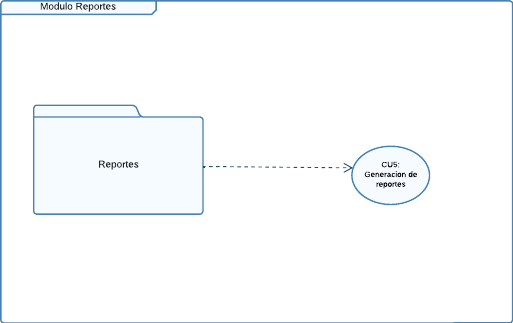 Modulo Reportes
Reportes
CU5:
Generacion de
reportes